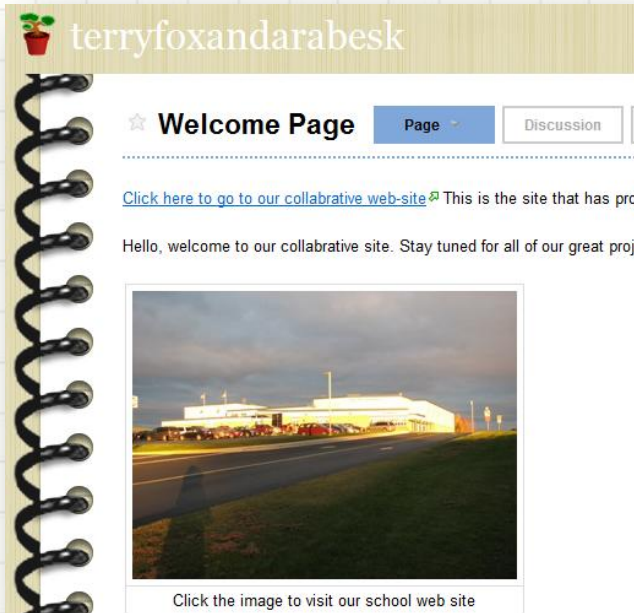 terryfoxandarabesk
Welcome Page Page Discussion
Click here to go to our collabrative web-site This is the site that has pro
Hello, welcome to our collabrative site. Stay tuned for all of our great proj
Click the image to visit our school web site